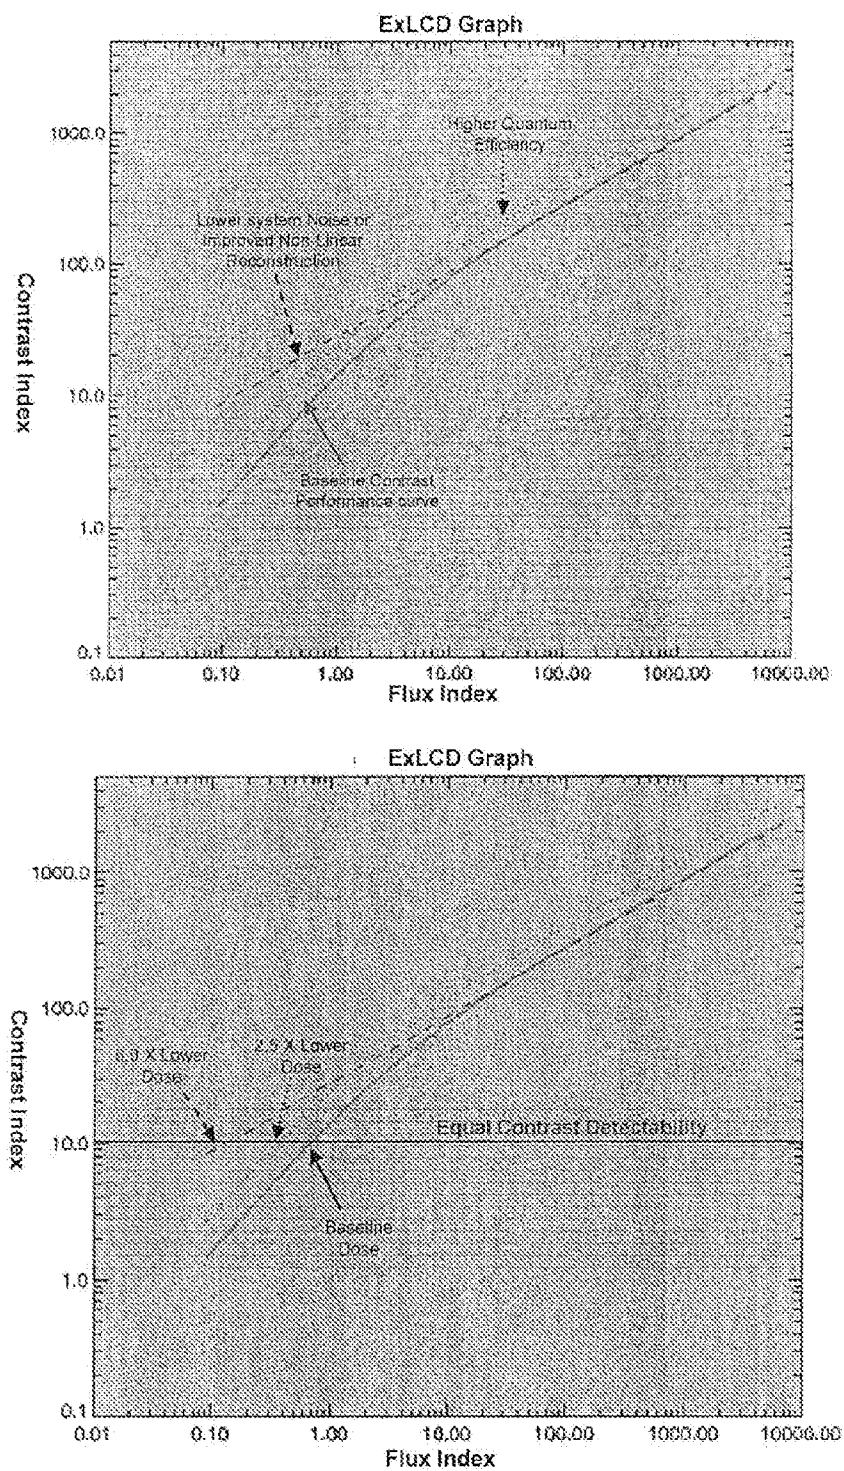 ExLCD Graph
Higher Quantum
Efficiency
Lower system Noise or
Improved Non-Linear
Reconstruction
Baseline Contrast
Performance curve
Contrast Index
1000.0
100.0
10.0
1.0
0.1
0.01
0.10
1.00
10.00
100.00
1000.00
10000.00
Flux Index
ExLCD Graph
X Lower
Dose
X Lower
Dose
Equal Contrast Detectability
Baseline
Dose
Contrast Index
1000.0
100.0
10.0
1.0
0.1
0.01
0.10
1.00
10.00
100.00
1000.00
10000.00
Flux Index